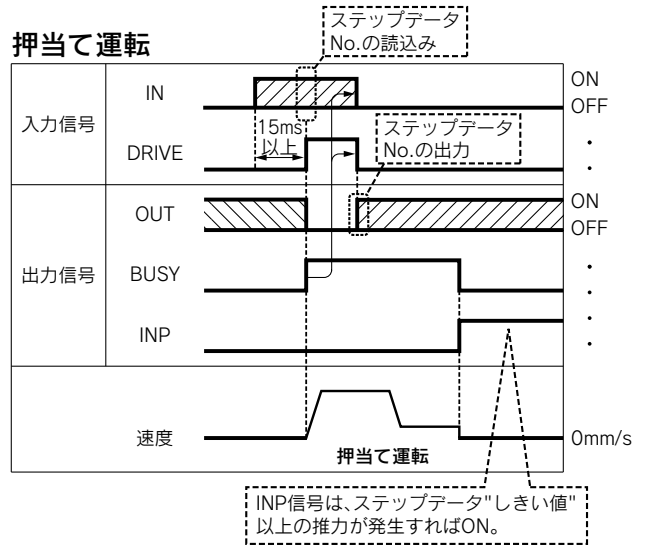 ステップデータ
No.の読込み
押当て運転
入力信号
IN
ON
OFF
15ms
以上
ステップデータ
No.の出力
DRIVE
出力信号
OUT
ON
OFF
BUSY
INP
速度
0mm/s
押当て運転
INP信号は、ステップデータ"しきい値"
以上の推力が発生すればON。